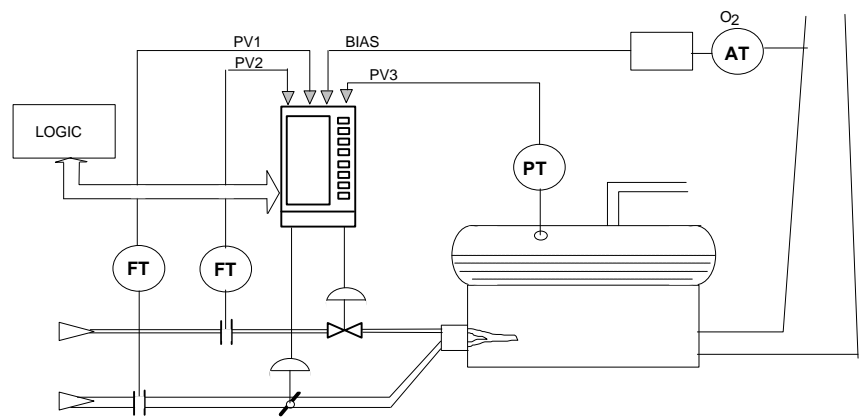 O2
PV1
BIAS
AT
PV2
PV3
LOGIC
PT
FT
FT